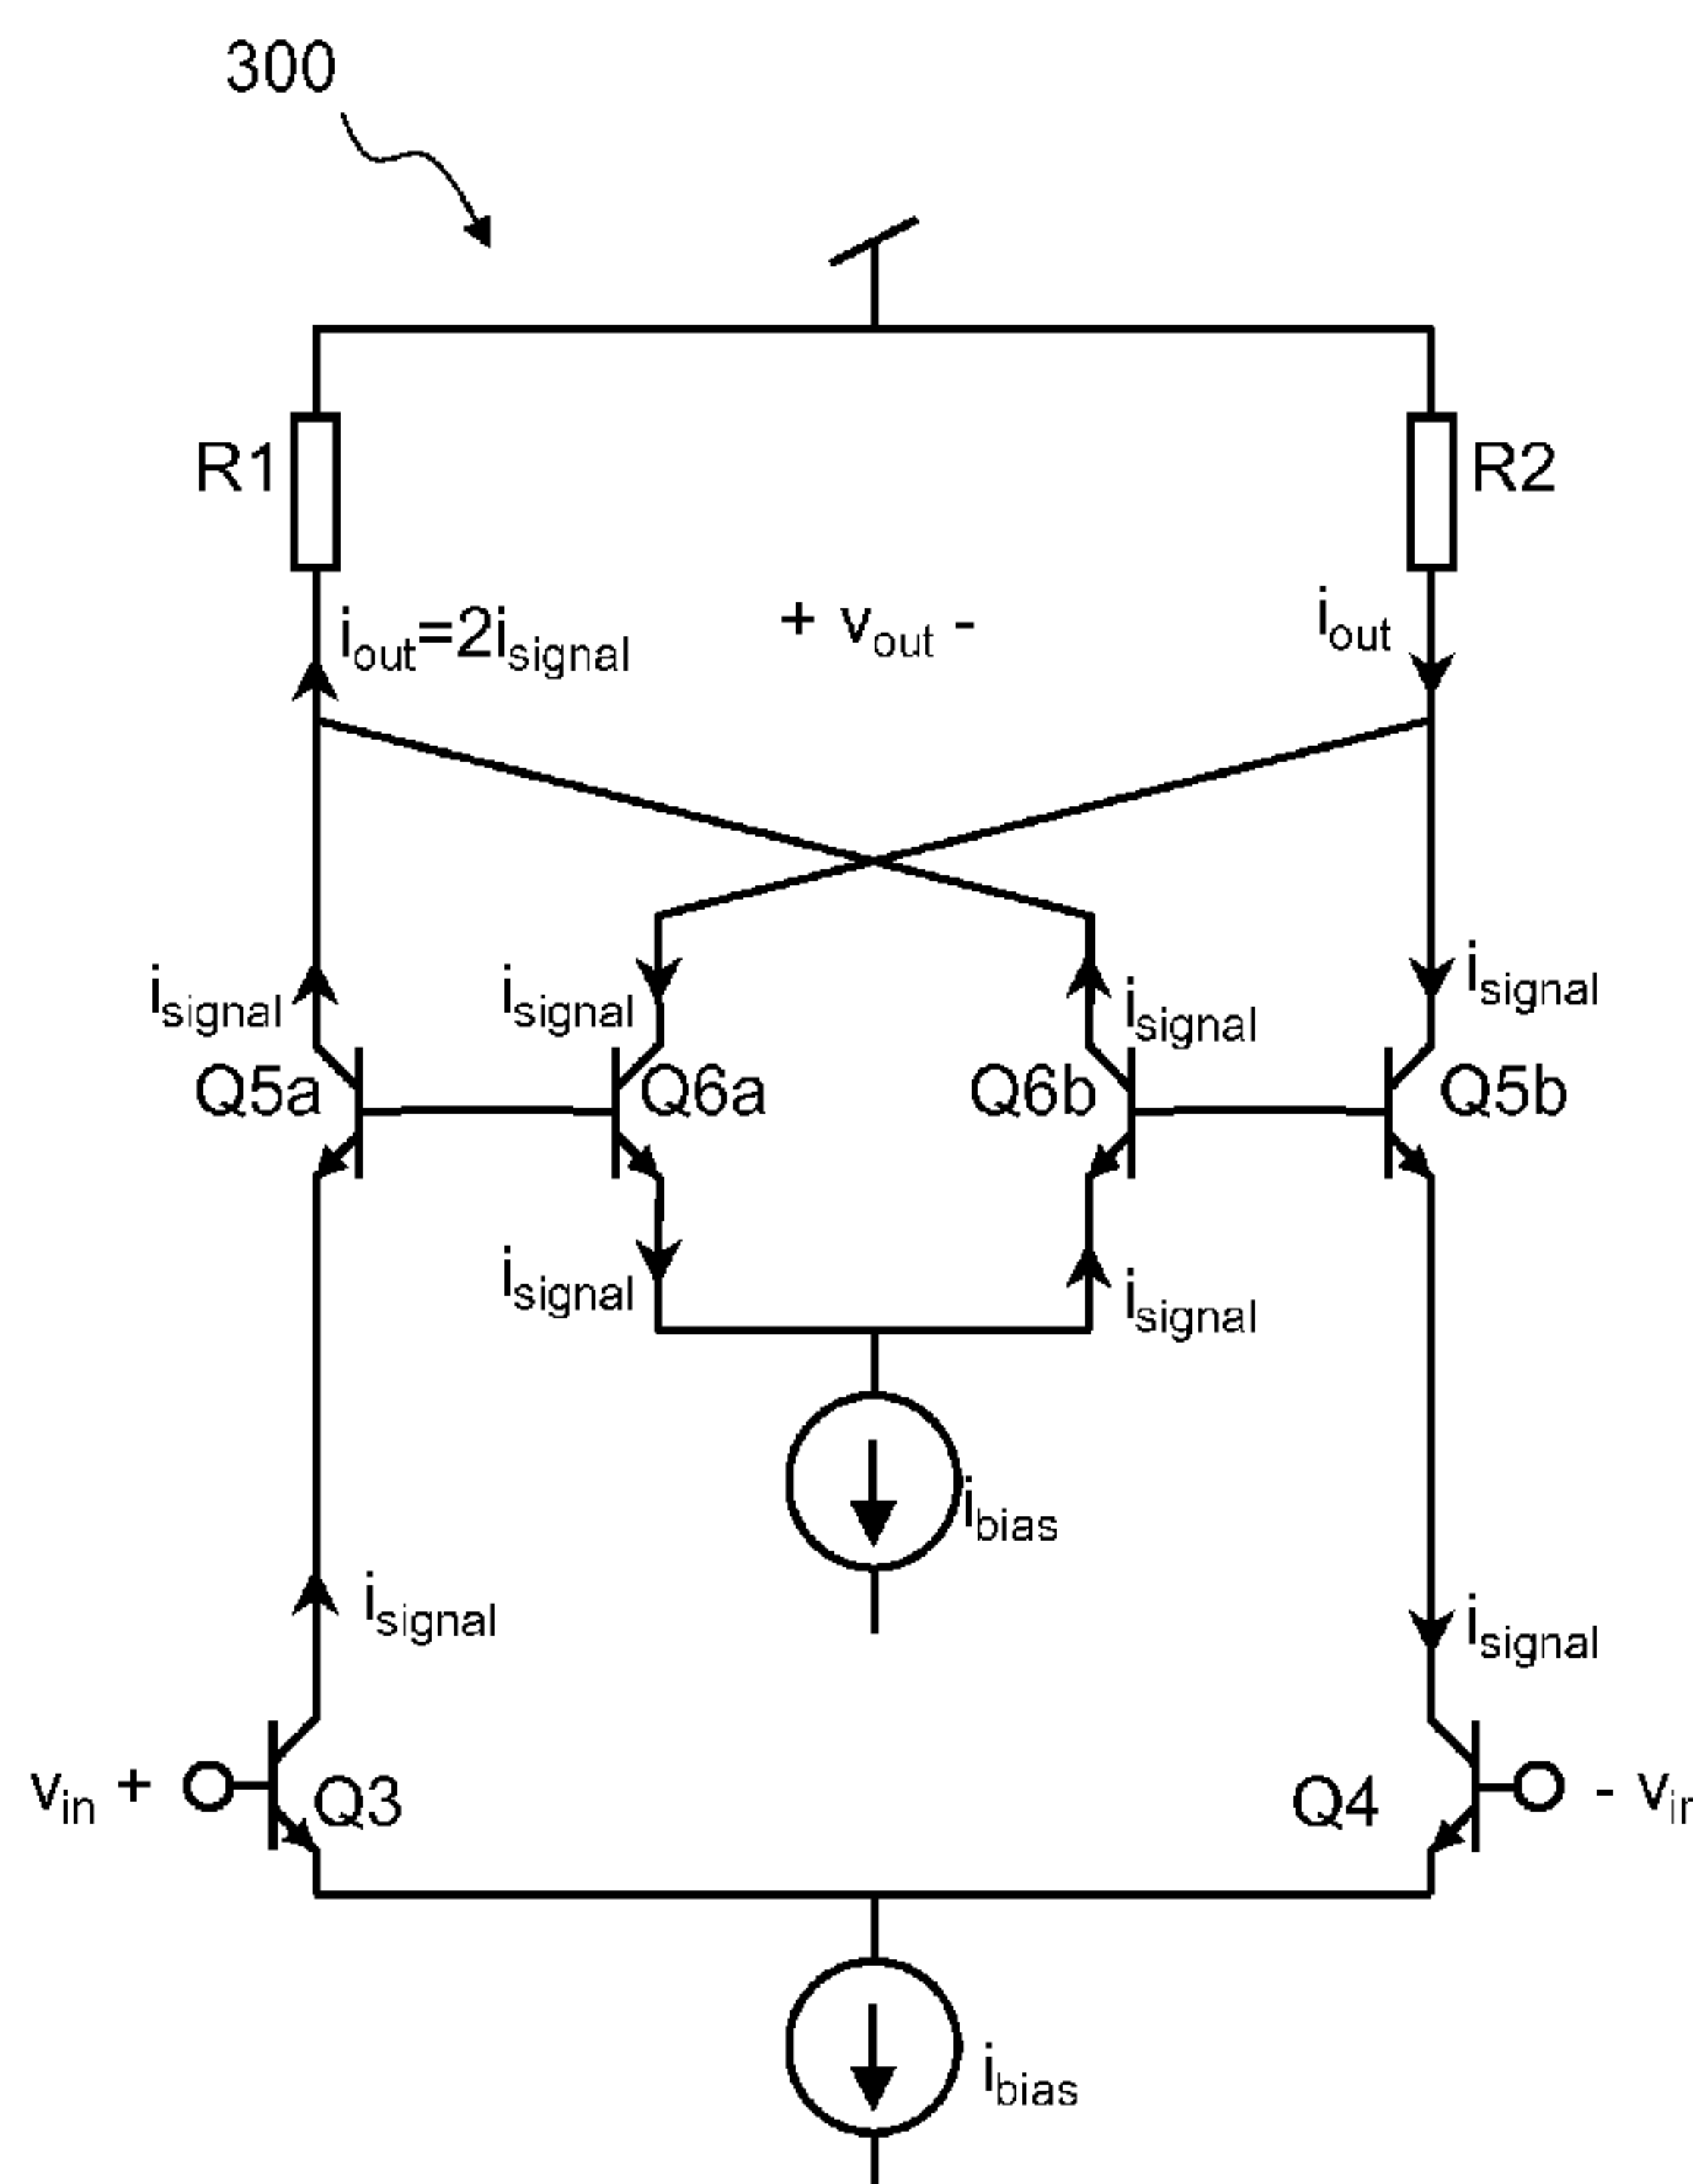 300
R1
R2
iout=2isignal
+ vout -
iout
isignal
isignal
isignal
isignal
Q5a
Q6a
Q6b
Q5b
isignal
isignal
ibias
isignal
isignal
vin +
Q3
Q4
- vin
ibias